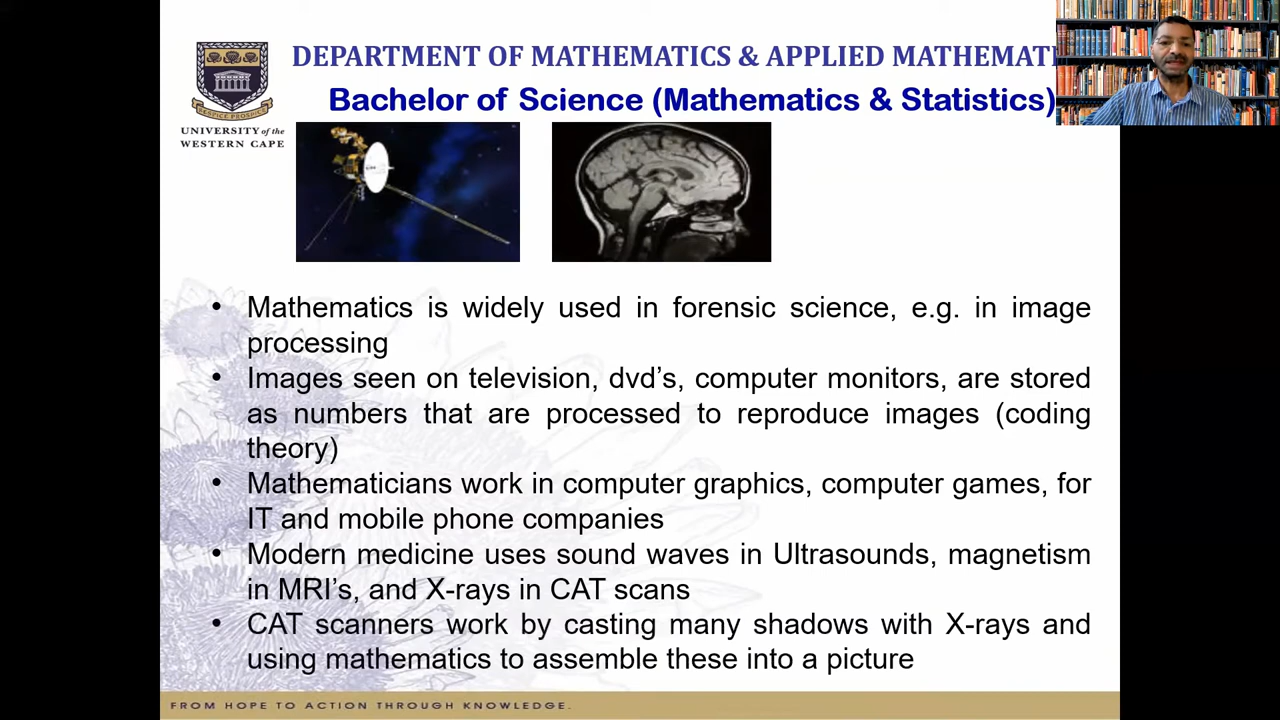 DEPARTMENT OF MATHEMATICS & APPLIED MATHEMATI
Bachelor of Science (Mathematics & Statistics)
UNIVERSITY of the
WESTERN CAPE
• Mathematics is widely used in forensic science, e.g. in image
processing
• Images seen on television, dvd’s, computer monitors, are stored
as numbers that are processed to reproduce images (coding
theory)
• Mathematicians work in computer graphics, computer games, for
IT and mobile phone companies
• Modern medicine uses sound waves in Ultrasounds, magnetism
in MRI’s, and X-rays in CAT scans
• CAT scanners work by casting many shadows with X-rays and
using mathematics to assemble these into a picture
FROM HOPE TO ACTION THROUGH KNOWLEDGE.